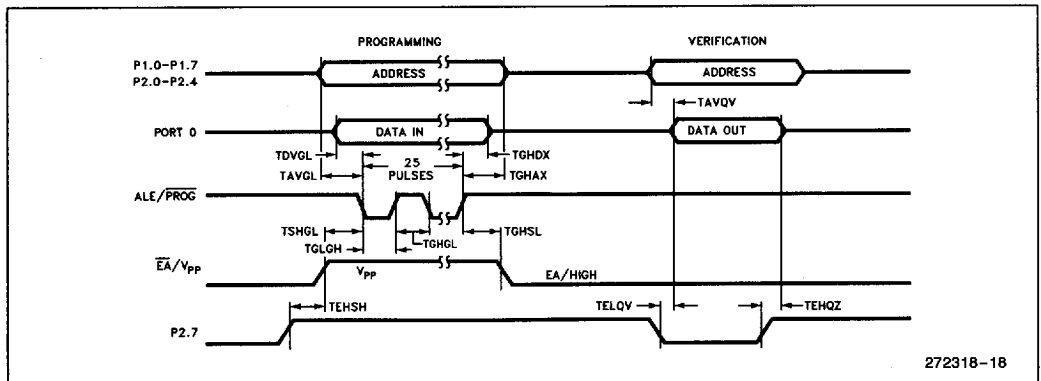 PROGRAMMING
VERIFICATION
P1.0–P1.7
P2.0–P2.4
ADDRESS
ADDRESS
TAVQV
PORT 0
DATA IN
DATA OUT
TDVGL
25
PULSES
TGHDX
TAVGL
TGHAX
ALE/PROG
TSHGL
TGHGL
TGHSL
TGLGH
EA/VPP
VPP
EA/HIGH
TEHSH
TELQV
TEHQZ
P2.7
272318–18